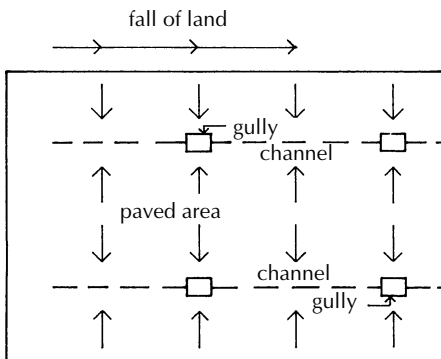 fall of land
gully
channel
paved area
channel
gully